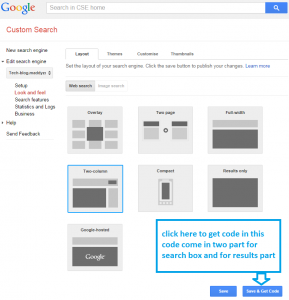 Google
Search in CSE home
Custom Search
New search engine
Edit search engine
Setup
Look and feel
Search features
Statistics and Logs
Business
Help
Send Feedback
Layout
Themes
Customise
Thumbnails
Set the layout of your search engine. Click the save button to publish your changes. Learn more
Web search
Image search
Overlay
Two page
Full-width
Two-column
Compact
Results only
Google-hosted
Google
click here to get code in this
code come in two part for
search box and for results part
Save
Save & Get Code